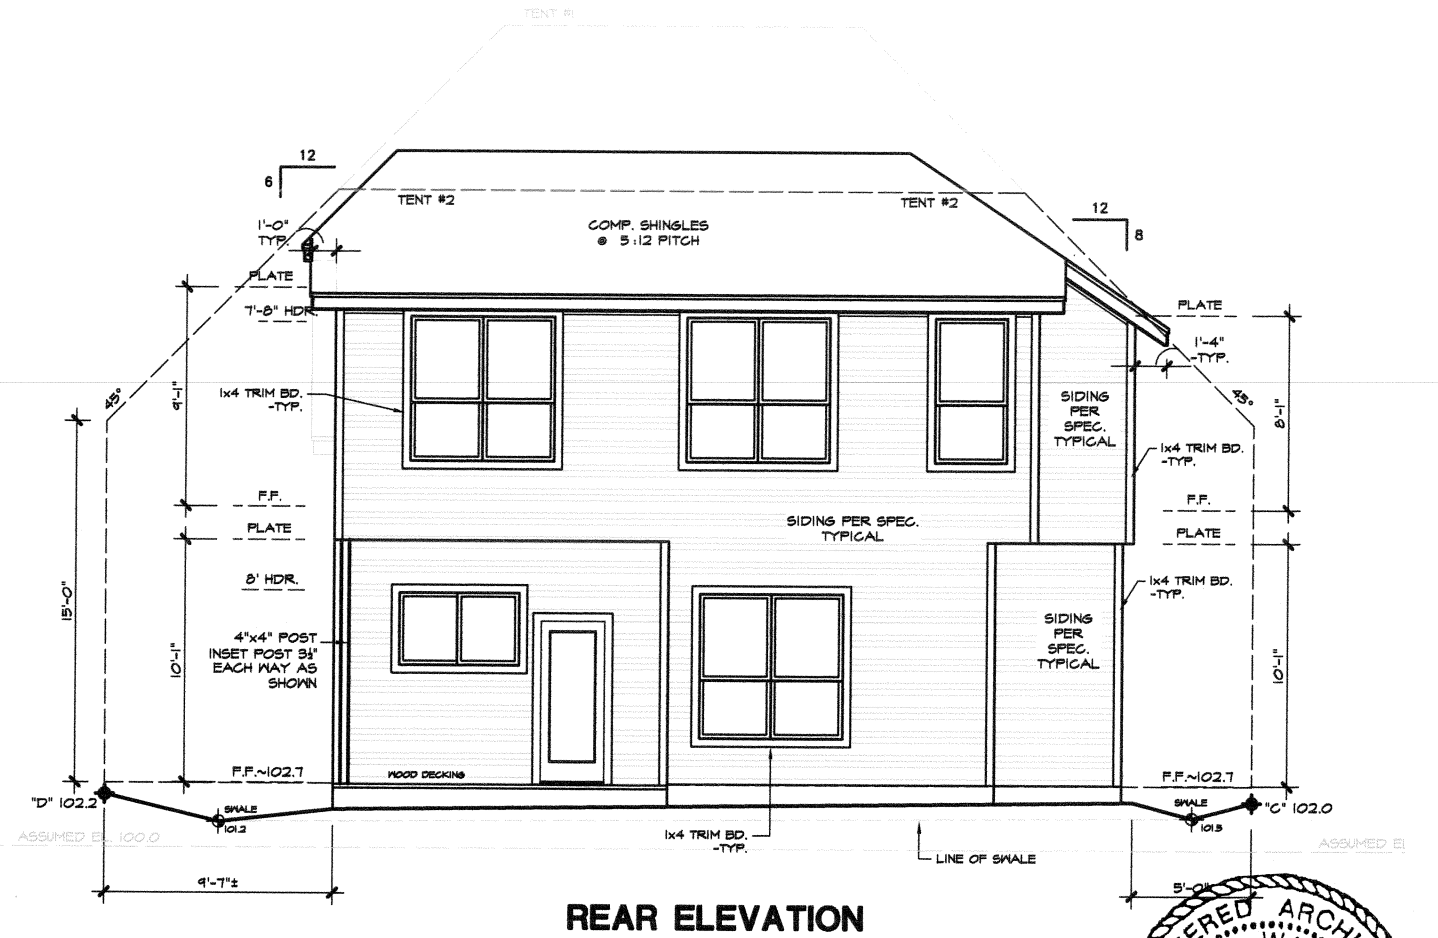 TENT #1
12
6
TENT #2
TENT #2
12
8
1'-0"
TYP.
COMP. SHINGLES
@ 5:12 PITCH
PLATE
7'-8" HDR.
PLATE
1'-4"
-TYP.
45°
45°
9'-1"
1x4 TRIM BD.
-TYP.
SIDING
PER
SPEC.
TYPICAL
8'-1"
1x4 TRIM BD.
-TYP.
F.F.
F.F.
PLATE
SIDING PER SPEC.
TYPICAL
PLATE
8' HDR.
1x4 TRIM BD.
-TYP.
15'-0"
10'-1"
4"x4" POST
INSET POST 3½"
EACH WAY AS
SHOWN
SIDING
PER
SPEC.
TYPICAL
10'-1"
F.F.~102.7
WOOD DECKING
F.F.~102.7
"D" 102.2
SWALE
101.2
SWALE
101.3
"C" 102.0
ASSUMED EL. 100.0
1x4 TRIM BD.
-TYP.
LINE OF SWALE
ASSUMED El
9'-7"±
5'-0"
REAR ELEVATION
ERED ARCHI